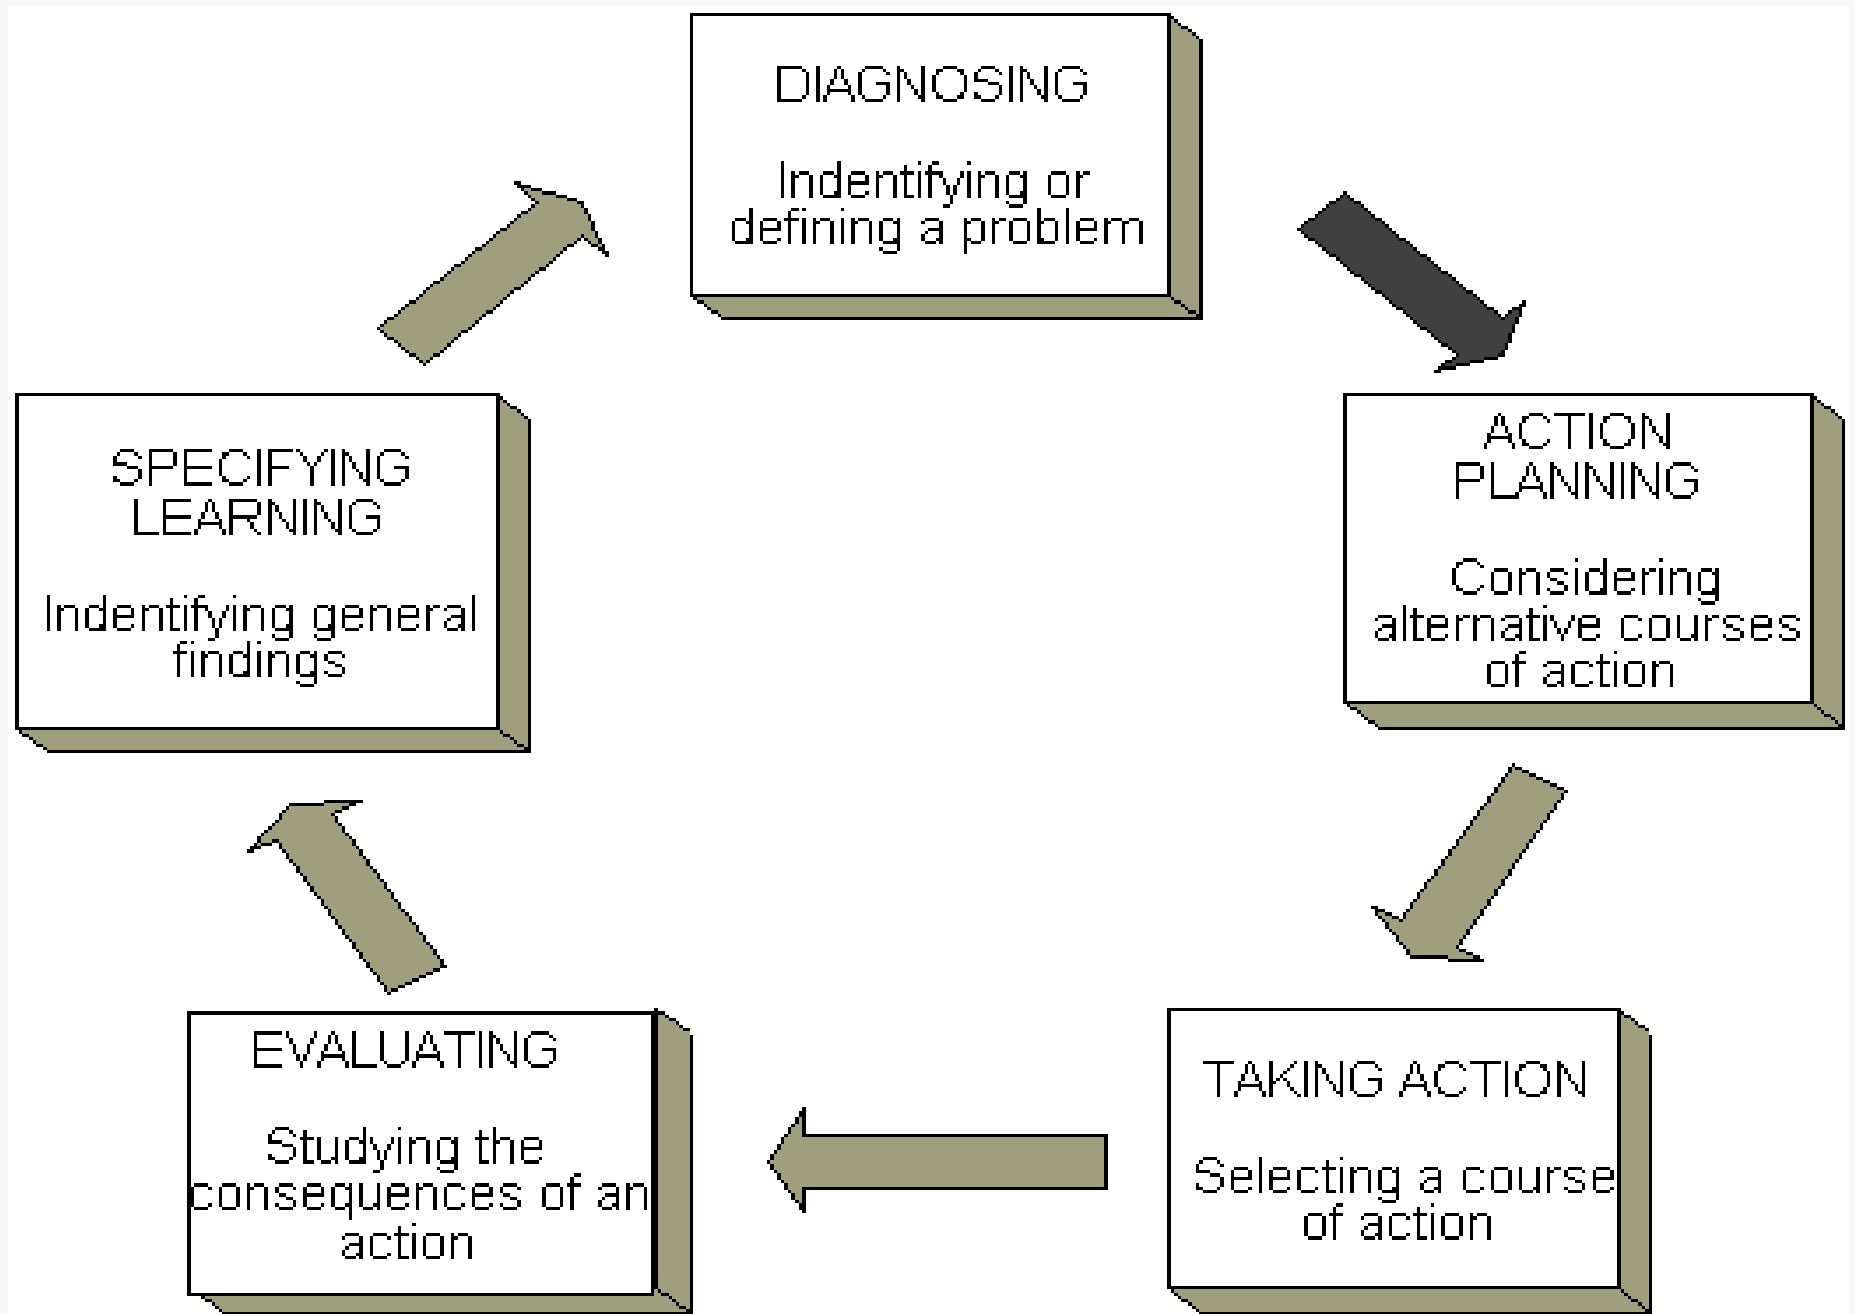 DIAGNOSING
Indentifying or
defining a problem
ACTION
PLANNING
Considering
alternative courses
of action
TAKING ACTION
Selecting a course
of action
EVALUATING
Studying the
consequences of an
action
SPECIFYING
LEARNING
Indentifying general
findings